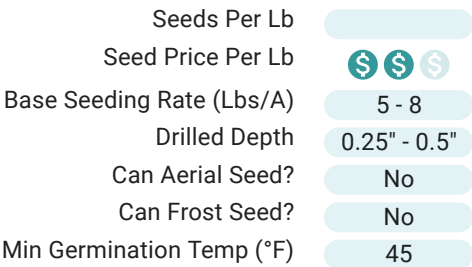 Seeds Per Lb
Seed Price Per Lb $ $ $
Base Seeding Rate (Lbs/A) 5 - 8
Drilled Depth 0.25" - 0.5"
Can Aerial Seed? No
Can Frost Seed? No
Min Germination Temp (°F) 45